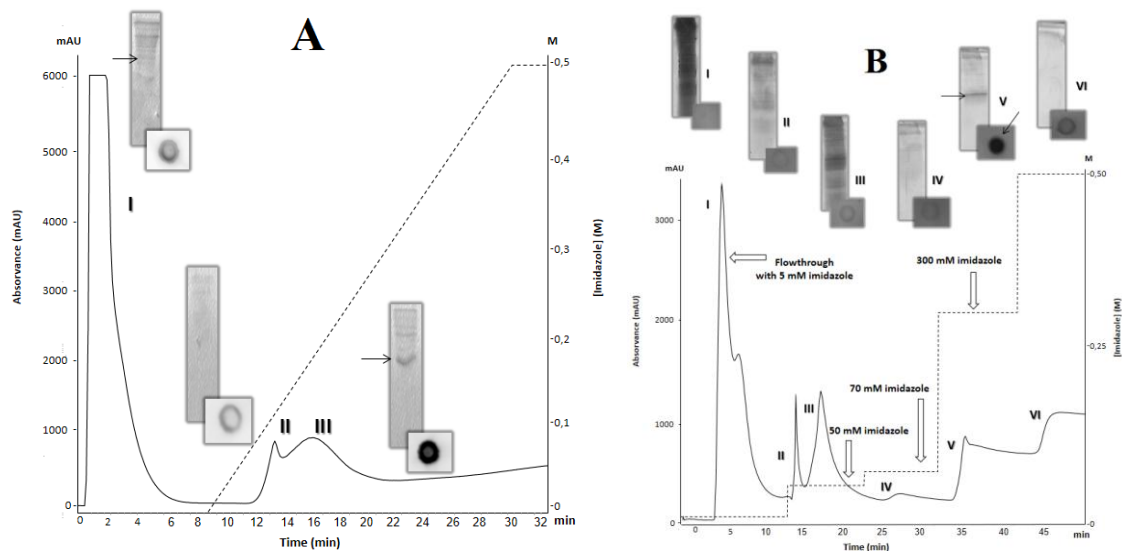 A
B
mAU
M
6000
5000
4000
3000
2000
1000
0
-0,5
-0,4
-0,3
-0,2
-0,1
-0
Absorvance (mAU)
[Imidazole] (M)
I
II
III
0 2 4 6 8 10 12 14 16 18 20 22 24 26 28 30 32 min
Time (min)
I
II
III
IV
V
VI
mAU
M
3000
2000
1000
0
-0,50
-0,25
-0
Absorvance (mAU)
[Imidazole] (M)
I
Flowthrough
with 5 mM imidazole
300 mM imidazole
70 mM imidazole
50 mM imidazole
II
III
IV
V
VI
0 5 10 15 20 25 30 35 40 45 min
Time (min)